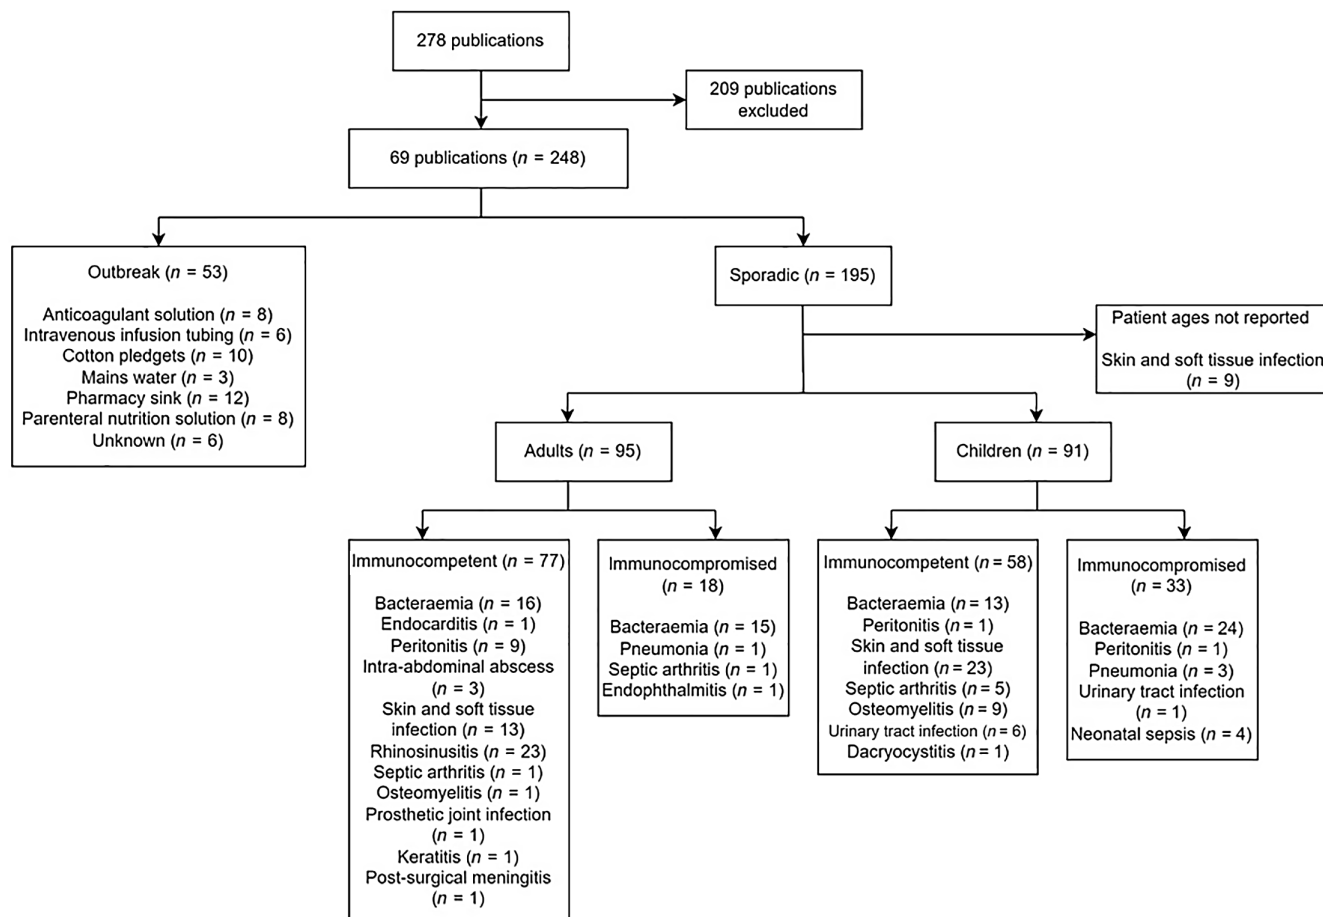 278 publications
209 publications
excluded
69 publications (n = 248)
Outbreak (n = 53)
Anticoagulant solution (n = 8)
Intravenous infusion tubing (n = 6)
Cotton pledgets (n = 10)
Mains water (n = 3)
Pharmacy sink (n = 12)
Parenteral nutrition solution (n = 8)
Unknown (n = 6)
Sporadic (n = 195)
Patient ages not reported
Skin and soft tissue infection
(n = 9)
Adults (n = 95)
Children (n = 91)
Immunocompetent (n = 77)
Bacteraemia (n = 16)
Endocarditis (n = 1)
Peritonitis (n = 9)
Intra-abdominal abscess
(n = 3)
Skin and soft tissue
infection (n = 13)
Rhinosinusitis (n = 23)
Septic arthritis (n = 1)
Osteomyelitis (n = 1)
Prosthetic joint infection
(n = 1)
Keratitis (n = 1)
Post-surgical meningitis
(n = 1)
Immunocompromised
(n = 18)
Bacteraemia (n = 15)
Pneumonia (n = 1)
Septic arthritis (n = 1)
Endophthalmitis (n = 1)
Immunocompetent (n = 58)
Bacteraemia (n = 13)
Peritonitis (n = 1)
Skin and soft tissue
infection (n = 23)
Septic arthritis (n = 5)
Osteomyelitis (n = 9)
Urinary tract infection (n = 6)
Dacryocystitis (n = 1)
Immunocompromised
(n = 33)
Bacteraemia (n = 24)
Peritonitis (n = 1)
Pneumonia (n = 3)
Urinary tract infection
(n = 1)
Neonatal sepsis (n = 4)